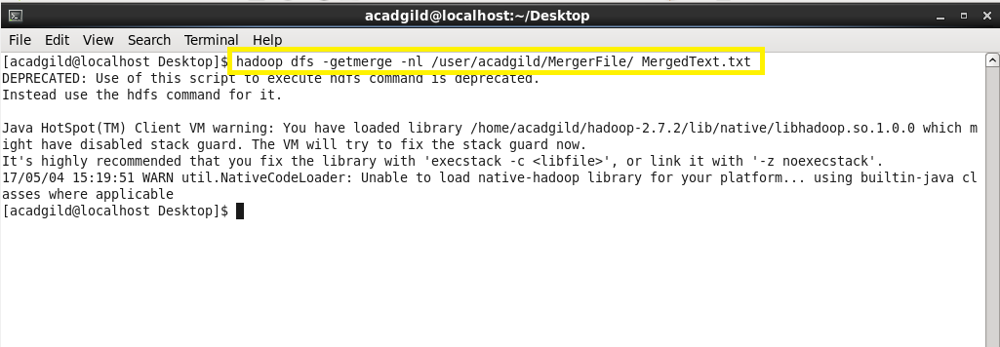 acadgild@localhost:~/Desktop
File Edit View Search Terminal Help
[acadgild@localhost Desktop]$ hadoop dfs -getmerge -nl /user/acadgild/MergerFile/ MergedText.txt
DEPRECATED: Use of this script to execute hdfs command is deprecated.
Instead use the hdfs command for it.
Java HotSpot(TM) Client VM warning: You have loaded library /home/acadgild/hadoop-2.7.2/lib/native/libhadoop.so.1.0.0 which m
ight have disabled stack guard. The VM will try to fix the stack guard now.
It's highly recommended that you fix the library with 'execstack -c <libfile>', or link it with '-z noexecstack'.
17/05/04 15:19:51 WARN util.NativeCodeLoader: Unable to load native-hadoop library for your platform... using builtin-java cl
asses where applicable
[acadgild@localhost Desktop]$